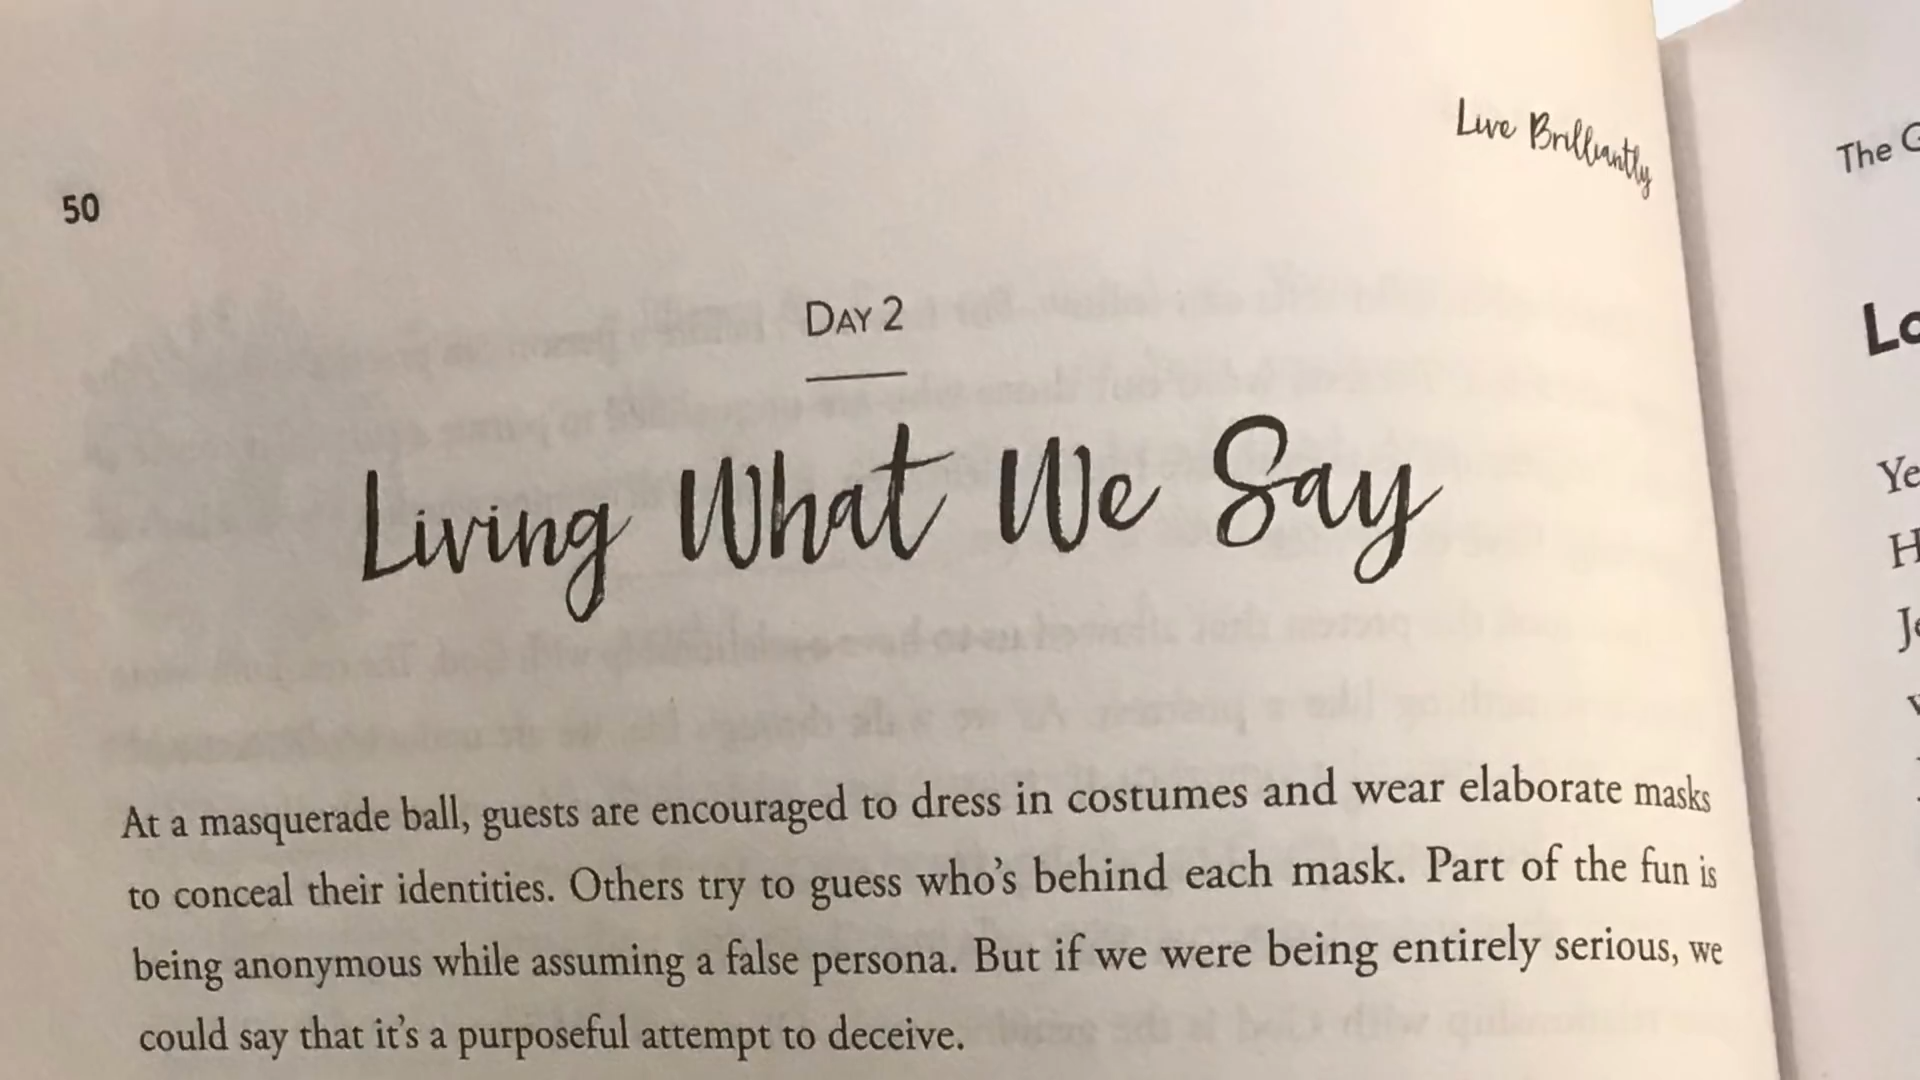 50
Live Brilliantly
DAY 2
Living What We Say
At a masquerade ball, guests are encouraged to dress in costumes and wear elaborate masks
to conceal their identities. Others try to guess who's behind each mask. Part of the fun is
being anonymous while assuming a false persona. But if we were being entirely serious, we
could say that it's a purposeful attempt to deceive.
The